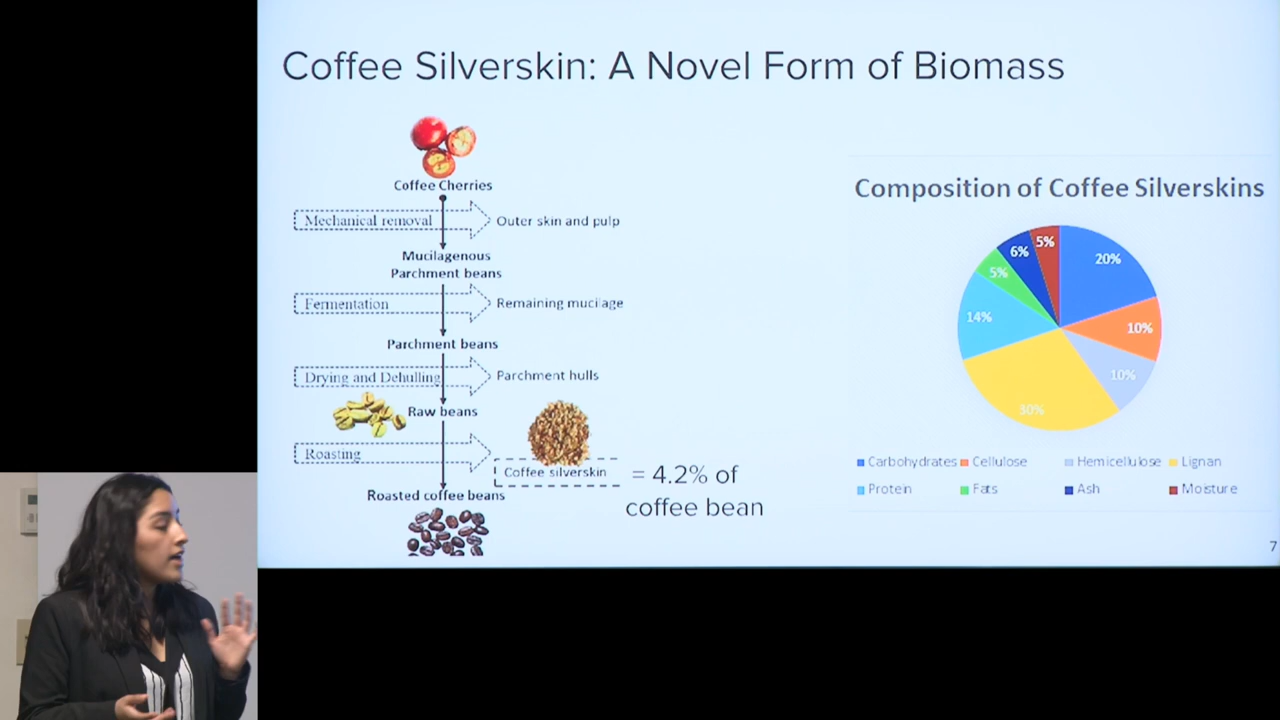 Coffee Silverskin: A Novel Form of Biomass
Coffee Cherries
Mechanical removal
Outer skin and pulp
Mucilagenous
Parchment beans
Fermentation
Remaining mucilage
Parchment beans
Drying and Dehulling
Parchment hulls
Raw beans
Roasting
Coffee silverskin
= 4.2% of
coffee bean
Roasted coffee beans
Composition of Coffee Silverskins
5%
6%
20%
5%
14%
10%
10%
30%
Carbohydrates Cellulose Hemicellulose Lignan
Protein Fats Ash Moisture
7